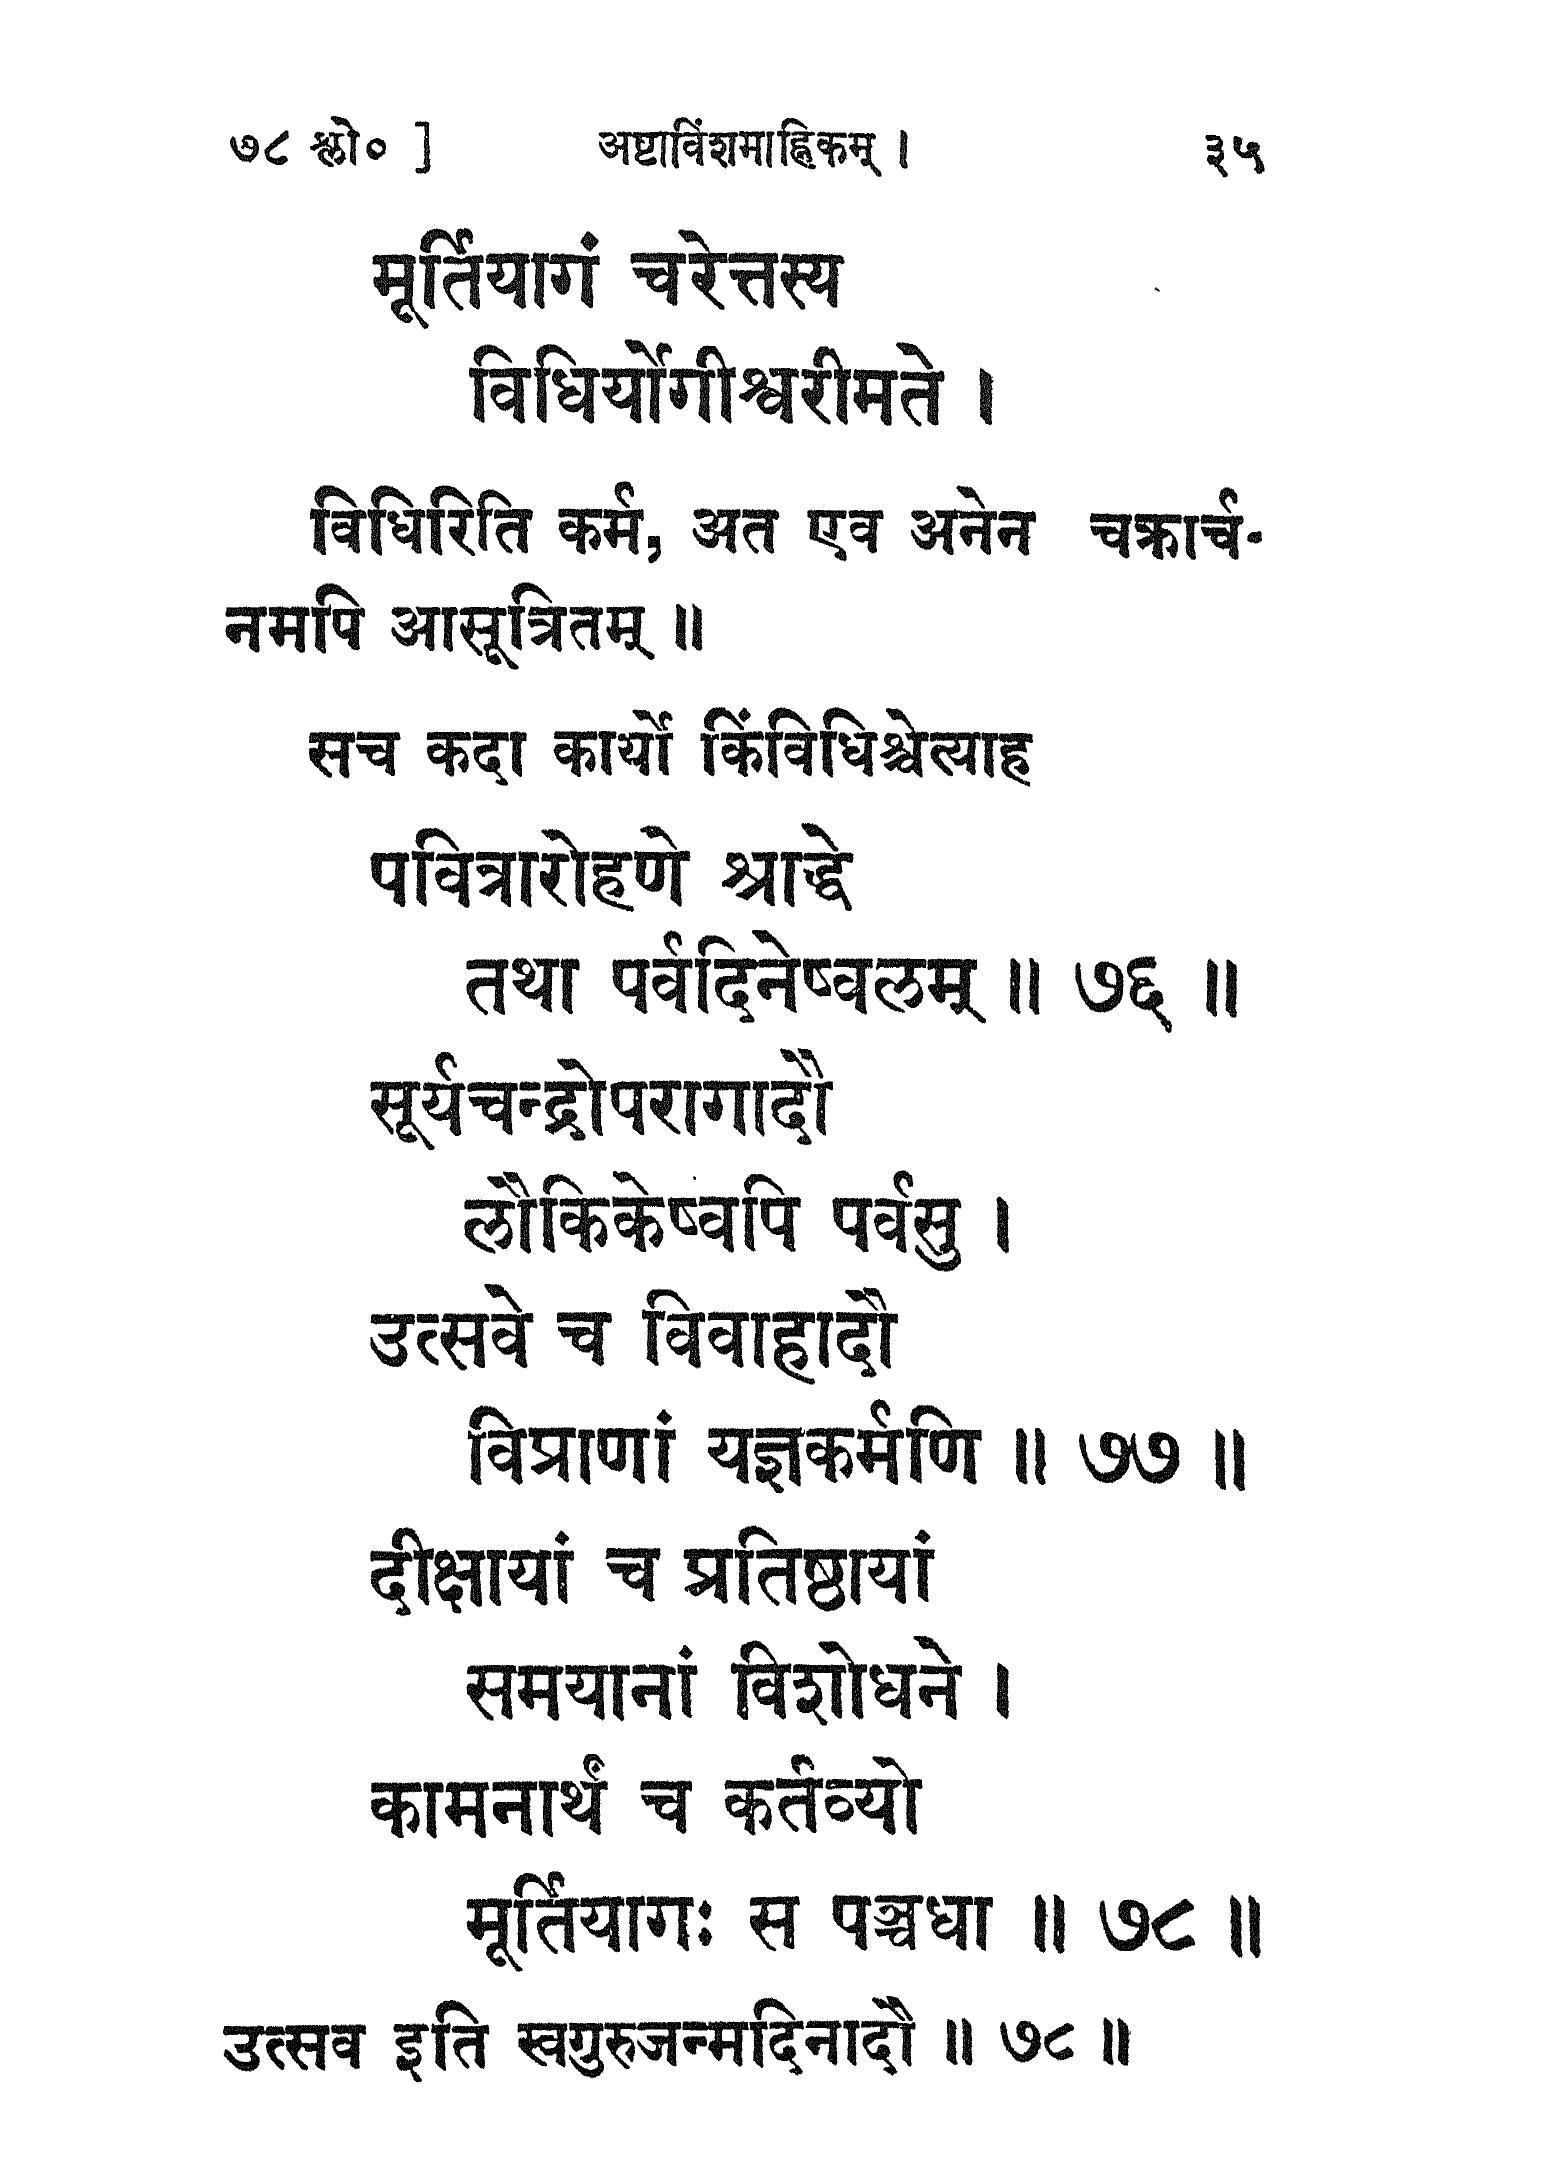 ७८ श्लो० ]	अष्टाविंशमाह्निकम् ।	३५
मूर्तियागं चरेत्तस्य
विधिर्योगीश्वरीमते ।
विधिरिति कर्म, अत एव अनेन चक्रार्च-
नमपि आसूत्रितम् ॥
सच कदा कार्यो किंविधिश्चेत्याह
पवित्रारोहणे श्राद्धे
तथा पर्वदिनेष्वलम् ॥ ७६ ॥
सूर्यचन्द्रोपरागादौ
लौकिकेष्वपि पर्वसु ।
उत्सवे च विवाहादौ
विप्राणां यज्ञकर्मणि ॥ ७७ ॥
दीक्षायां च प्रतिष्ठायां
समयानां विशोधने ।
कामनार्थं च कर्तव्यो
मूर्तियागः स पञ्चधा ॥ ७८ ॥
उत्सव इति स्वगुरुजन्मदिनादौ ॥ ७८ ॥